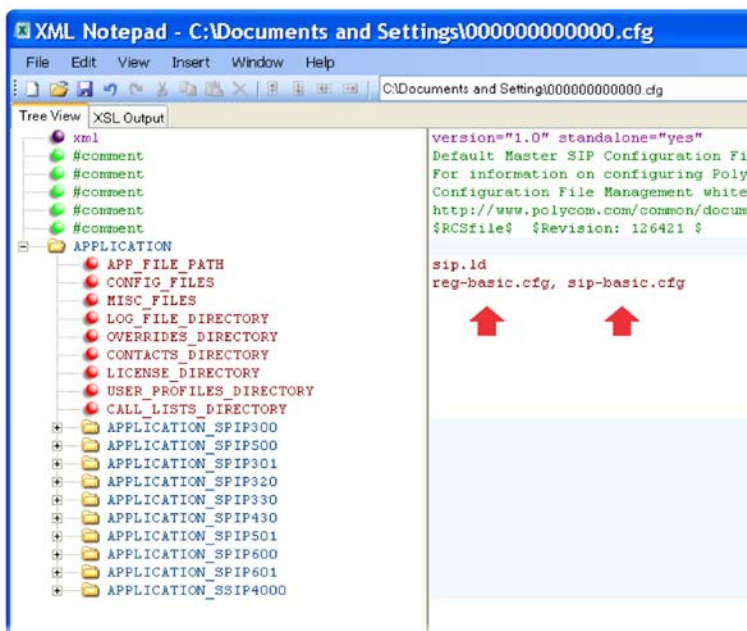 XML Notepad - C:\Documents and Settings\000000000000.cfg
File Edit View Insert Window Help
C:\Documents and Setting\000000000000.cfg
Tree View XSL Output
xml version="1.0" standalone="yes"
#comment Default Master SIP Configuration Fi
#comment For information on configuring Poly
#comment Configuration File Management white
#comment http://www.polycom.com/common/docum
#comment $RCSfile$ $Revision: 126421 $
APPLICATION
APP_FILE_PATH sip.ld
CONFIG_FILES reg-basic.cfg, sip-basic.cfg
MISC_FILES
LOG_FILE_DIRECTORY
OVERRIDES_DIRECTORY
CONTACTS_DIRECTORY
LICENSE_DIRECTORY
USER_PROFILES_DIRECTORY
CALL_LISTS_DIRECTORY
APPLICATION_SPIP300
APPLICATION_SPIP500
APPLICATION_SPIP301
APPLICATION_SPIP320
APPLICATION_SPIP330
APPLICATION_SPIP430
APPLICATION_SPIP501
APPLICATION_SPIP600
APPLICATION_SPIP601
APPLICATION_SSIP4000